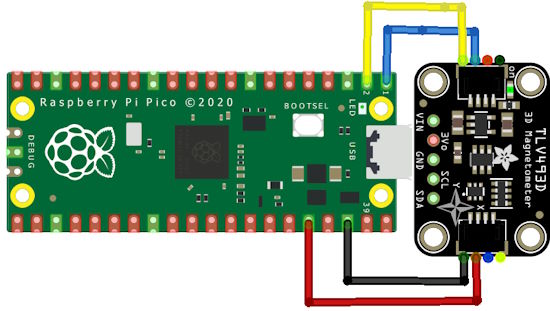 Raspberry Pi Pico ©2020
BOOTSEL
LED
USB
DEBUG
2
1
39
on
VIN
3Vo
GND
SCL
SDA
Y
X
TLV493D
3D Magnetometer
adafruit